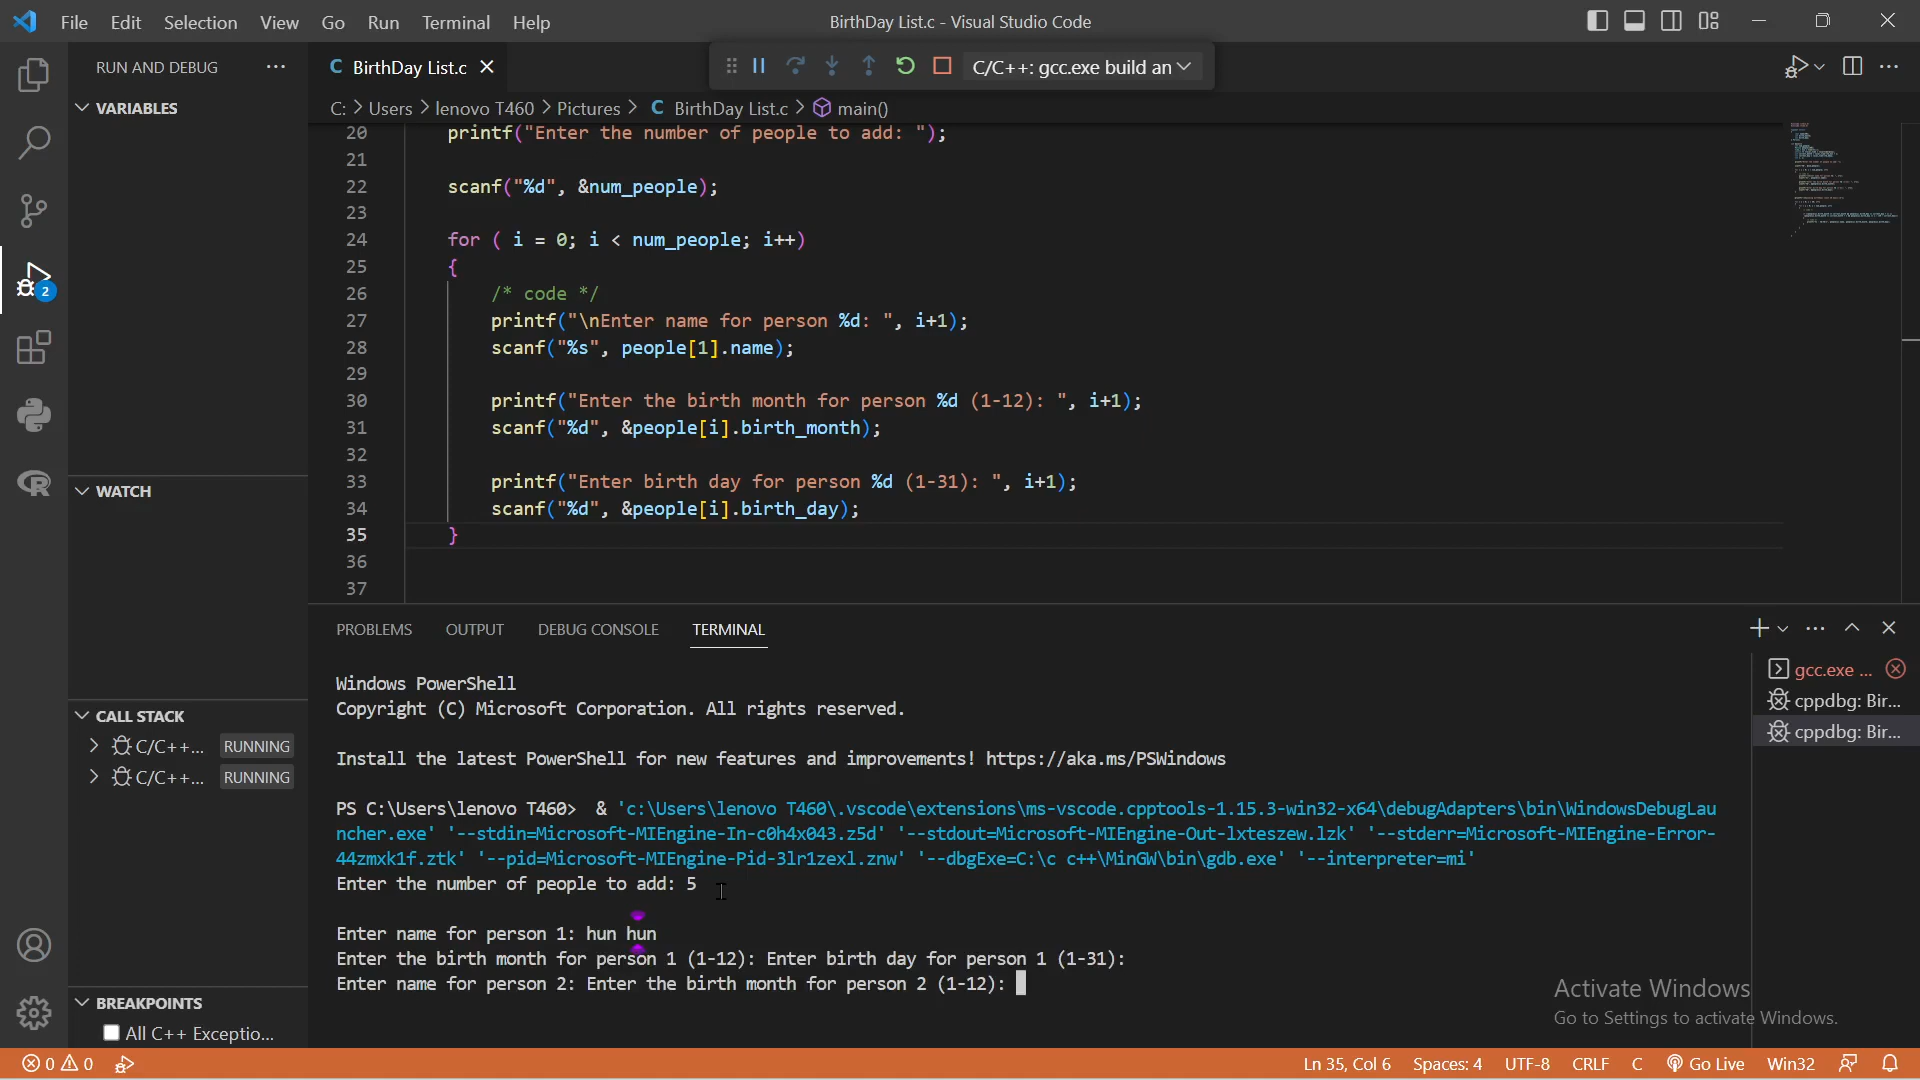 File Edit Selection View Go Run Terminal Help
BirthDay List.c - Visual Studio Code
RUN AND DEBUG
BirthDay List.c
C/C++: gcc.exe build an
VARIABLES
C: > Users > lenovo T460 > Pictures > C BirthDay List.c > main()
20 printf("Enter the number of people to add: ");
21
22 scanf("%d", &num_people);
23
24 for ( i = 0; i < num_people; i++)
25 {
26 /* code */
27 printf("\nEnter name for person %d: ", i+1);
28 scanf("%s", people[1].name);
29
30 printf("Enter the birth month for person %d (1-12): ", i+1);
31 scanf("%d", &people[i].birth_month);
32
33 printf("Enter birth day for person %d (1-31): ", i+1);
34 scanf("%d", &people[i].birth_day);
35 }
36
37
2
WATCH
CALL STACK
C/C++... RUNNING
C/C++... RUNNING
BREAKPOINTS
All C++ Exceptio...
PROBLEMS OUTPUT DEBUG CONSOLE TERMINAL
Windows PowerShell
Copyright (C) Microsoft Corporation. All rights reserved.
Install the latest PowerShell for new features and improvements! https://aka.ms/PSWindows
PS C:\Users\lenovo T460> & 'c:\Users\lenovo T460\.vscode\extensions\ms-vscode.cpptools-1.15.3-win32-x64\debugAdapters\bin\WindowsDebugLau
ncher.exe' '--stdin=Microsoft-MIEngine-In-c0h4x043.z5d' '--stdout=Microsoft-MIEngine-Out-lxteszew.lzk' '--stderr=Microsoft-MIEngine-Error-
44zmxk1f.ztk' '--pid=Microsoft-MIEngine-Pid-3lr1zexl.znw' '--dbgExe=C:\c c++\MinGW\bin\gdb.exe' '--interpreter=mi'
Enter the number of people to add: 5
Enter name for person 1: hun hun
Enter the birth month for person 1 (1-12): Enter birth day for person 1 (1-31):
Enter name for person 2: Enter the birth month for person 2 (1-12):
gcc.exe ...
cppdbg: Bir...
cppdbg: Bir...
Activate Windows
Go to Settings to activate Windows.
0 0
Ln 35, Col 6 Spaces: 4 UTF-8 CRLF C Go Live Win32